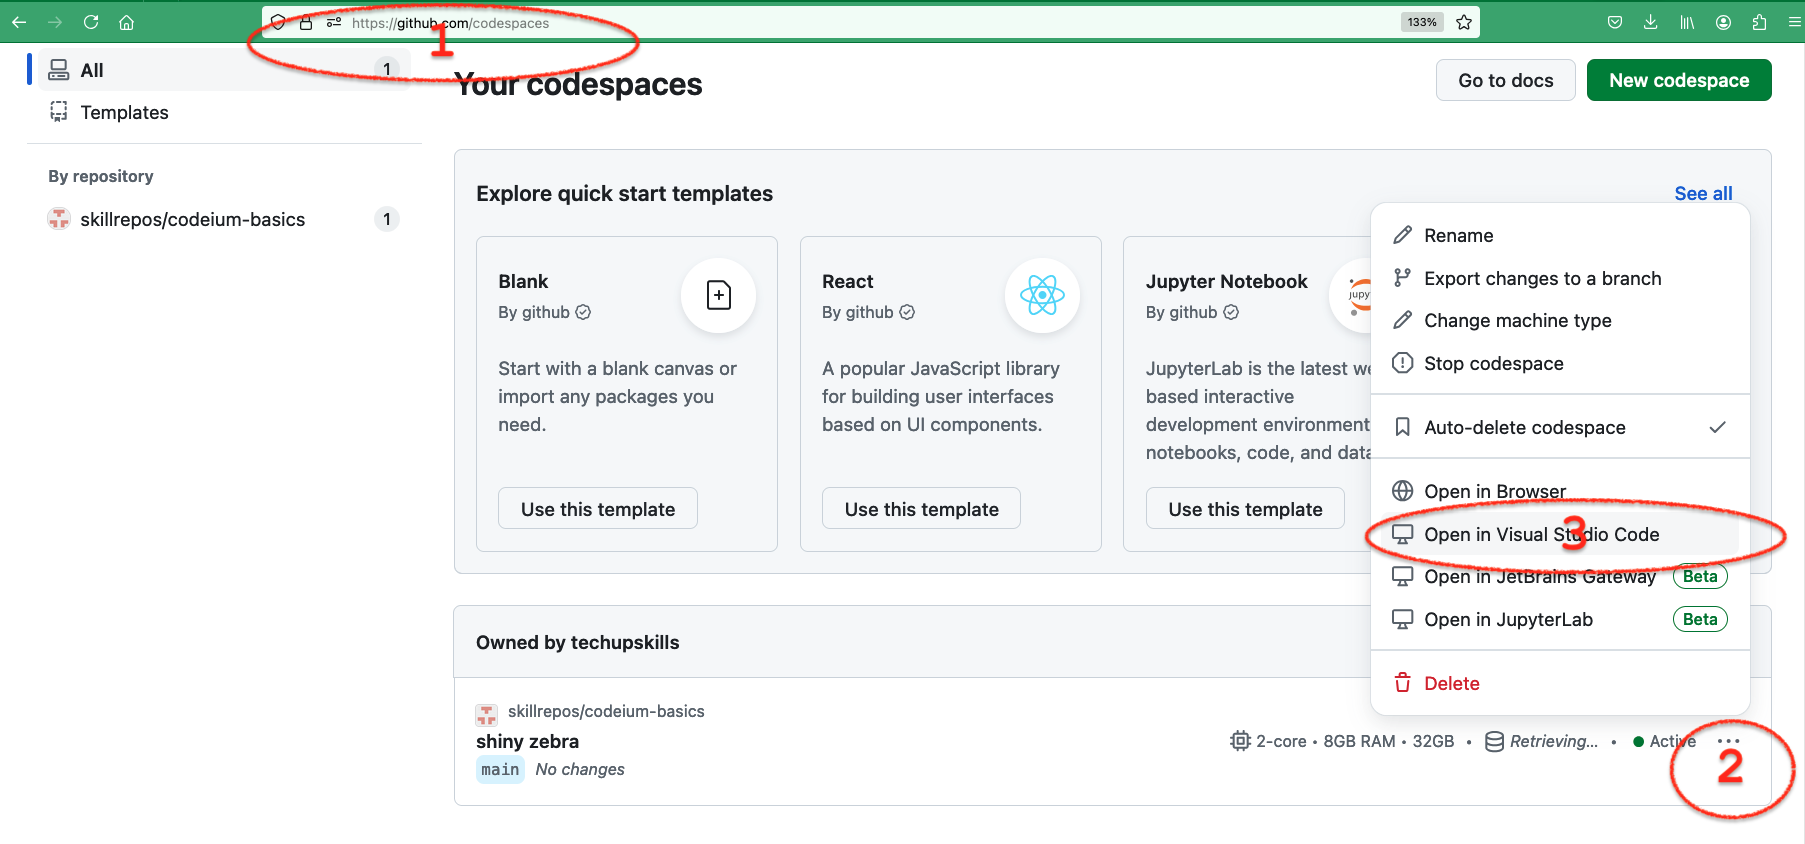 https://github.com/codespaces
133%
1
All
1
Templates
By repository
skillrepos/codeium-basics
1
Your codespaces
Go to docs
New codespace
Explore quick start templates
See all
Blank
By github
Start with a blank canvas or
import any packages you
need.
Use this template
React
By github
A popular JavaScript library
for building user interfaces
based on UI components.
Use this template
Jupyter Notebook
By github
jupy
JupyterLab is the latest we
based interactive
development environment
notebooks, code, and data
Use this template
Rename
Export changes to a branch
Change machine type
Stop codespace
Auto-delete codespace
Open in Browser
Open in Visual Studio Code
3
Open in JetBrains Gateway Beta
Open in JupyterLab Beta
Delete
Owned by techupskills
skillrepos/codeium-basics
shiny zebra
main No changes
2-core • 8GB RAM • 32GB • Retrieving... • Active ...
2